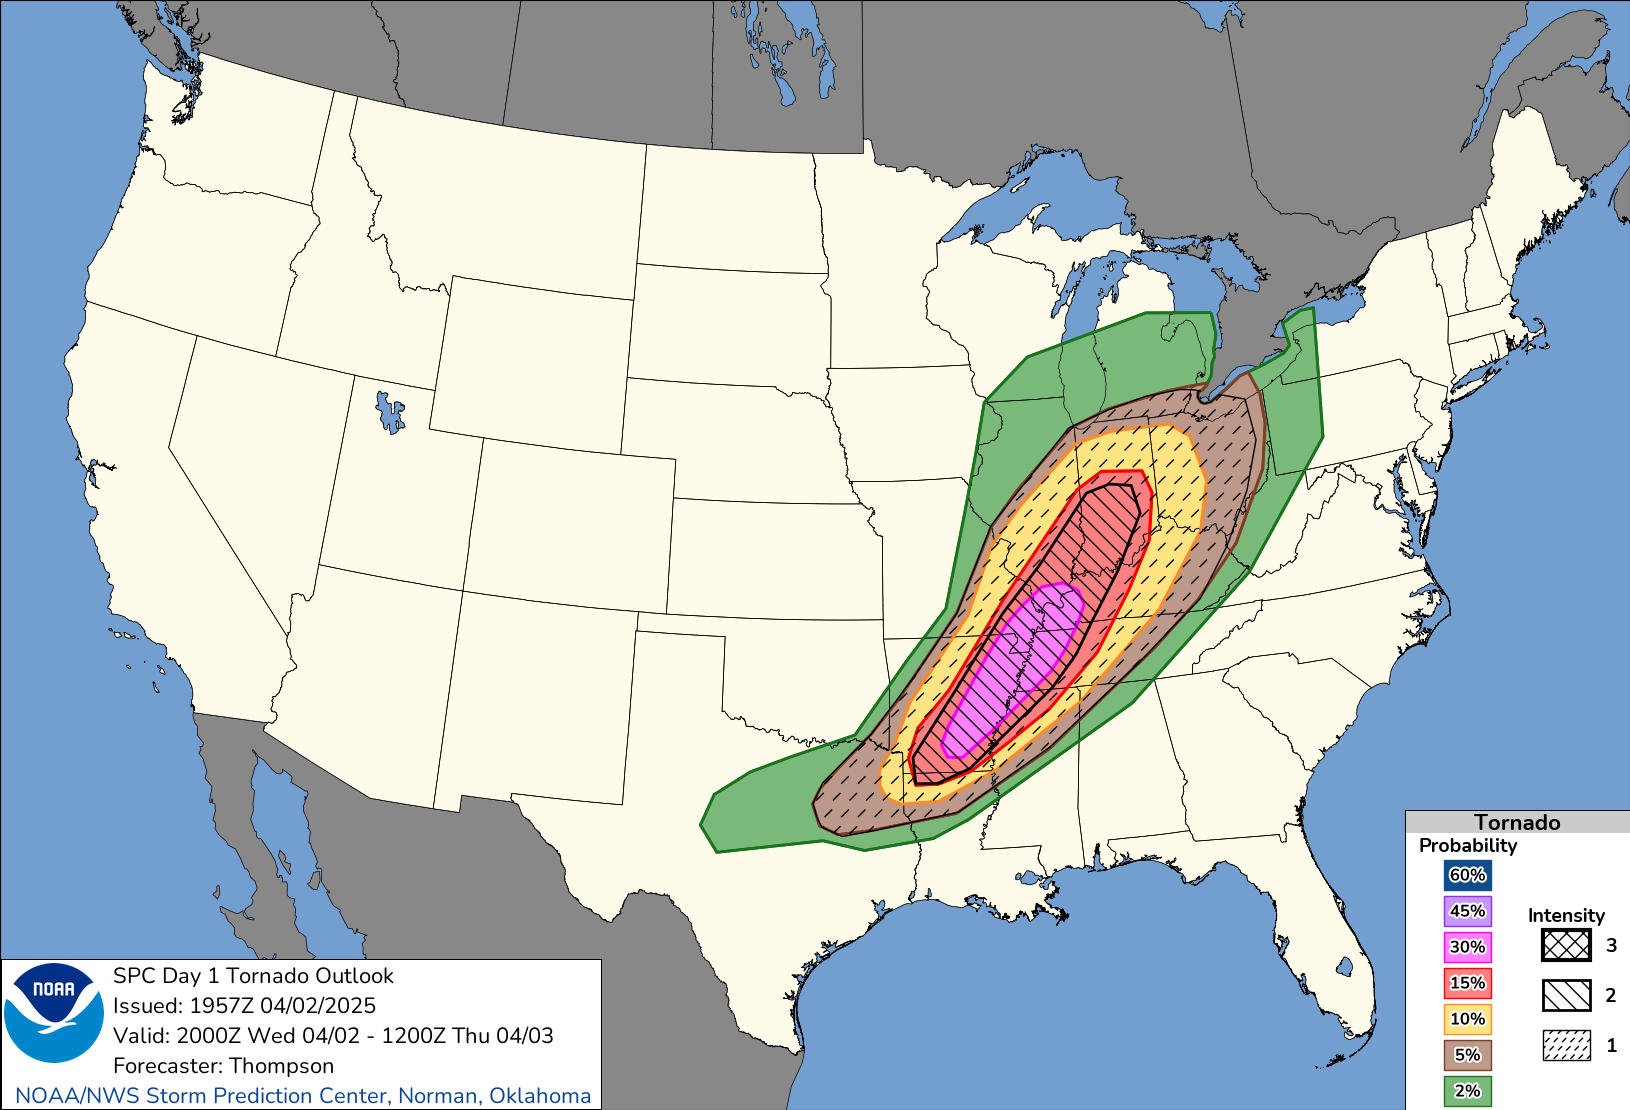 Tornado
Probability
60%
45%
30%
15%
10%
5%
2%
Intensity
3
2
1
NOAA
SPC Day 1 Tornado Outlook
Issued: 1957Z 04/02/2025
Valid: 2000Z Wed 04/02 - 1200Z Thu 04/03
Forecaster: Thompson
NOAA/NWS Storm Prediction Center, Norman, Oklahoma